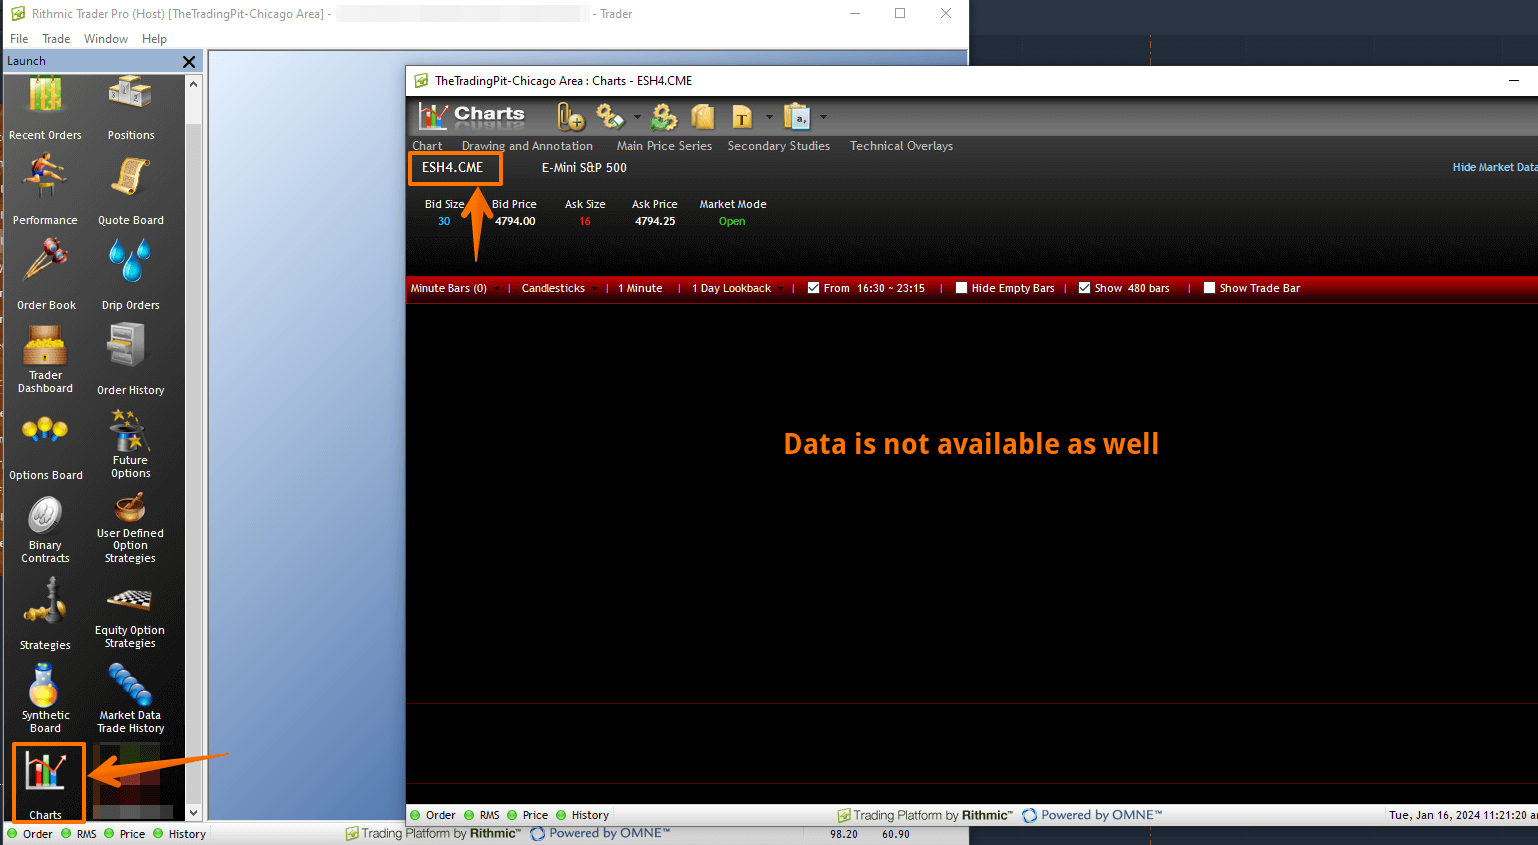 Rithmic Trader Pro (Host) [TheTradingPit-Chicago Area] - - Trader
File Trade Window Help
Launch
Recent Orders Positions
Performance Quote Board
Order Book Drip Orders
Trader
Dashboard
Order History
Options Board
Future
Options
Binary
Contracts
User Defined
Option
Strategies
Strategies
Equity Option
Strategies
Synthetic
Board
Market Data
Trade History
Charts
Order RMS Price History
Trading Platform by Rithmic™ Powered by OMNE™
98.20 60.90
TheTradingPit-Chicago Area : Charts - ESH4.CME
Charts
Chart Drawing and Annotation Main Price Series Secondary Studies Technical Overlays
ESH4.CME E-Mini S&P 500 Hide Market Data
Bid Size Bid Price Ask Size Ask Price Market Mode
30 4794.00 16 4794.25 Open
Minute Bars (0) | Candlesticks | 1 Minute | 1 Day Lookback | From 16:30 ~ 23:15 | Hide Empty Bars | Show 480 bars | Show Trade Bar
Data is not available as well
Order RMS Price History
Trading Platform by Rithmic™ Powered by OMNE™
Tue, Jan 16, 2024 11:21:20